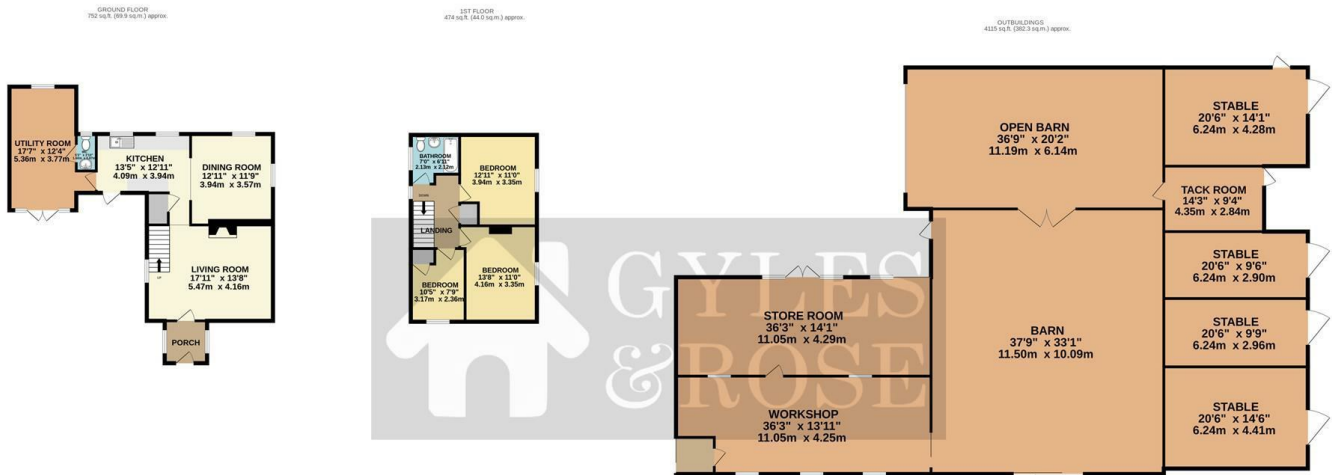 GROUND FLOOR
752 sq.ft. (69.9 sq.m.) approx.
1ST FLOOR
474 sq.ft. (44.0 sq.m.) approx.
OUTBUILDINGS
4115 sq.ft. (382.3 sq.m.) approx.
UTILITY ROOM
17'7" x 12'4"
5.36m x 3.77m
KITCHEN
13'5" x 12'11"
4.09m x 3.94m
DINING ROOM
12'11" x 11'9"
3.94m x 3.57m
UP
LIVING ROOM
17'11" x 13'8"
5.47m x 4.16m
PORCH
BATHROOM
7'0" x 6'11"
2.13m x 2.12m
BEDROOM
12'11" x 11'0"
3.94m x 3.35m
DOWN
LANDING
BEDROOM
13'8" x 11'0"
4.16m x 3.35m
BEDROOM
10'5" x 7'9"
3.17m x 2.36m
GYLES
&ROSE
OPEN BARN
36'9" x 20'2"
11.19m x 6.14m
STABLE
20'6" x 14'1"
6.24m x 4.28m
TACK ROOM
14'3" x 9'4"
4.35m x 2.84m
STABLE
20'6" x 9'6"
6.24m x 2.90m
STORE ROOM
36'3" x 14'1"
11.05m x 4.29m
BARN
37'9" x 33'1"
11.50m x 10.09m
STABLE
20'6" x 9'9"
6.24m x 2.96m
WORKSHOP
36'3" x 13'11"
11.05m x 4.25m
STABLE
20'6" x 14'6"
6.24m x 4.41m